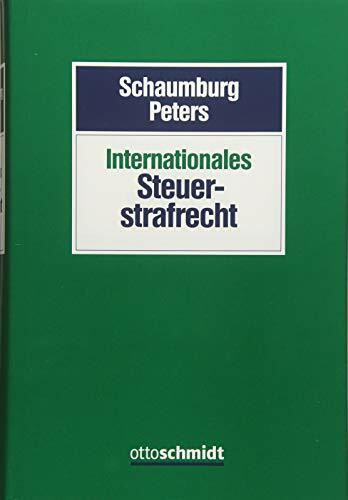 Schaumburg
Peters
Internationales
Steuer-
strafrecht
ottoschmidt